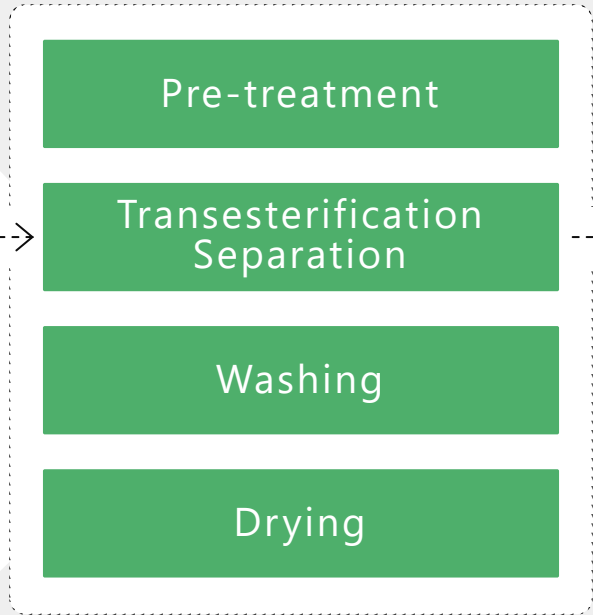 Pre-treatment
Transesterification
Separation
Washing
Drying